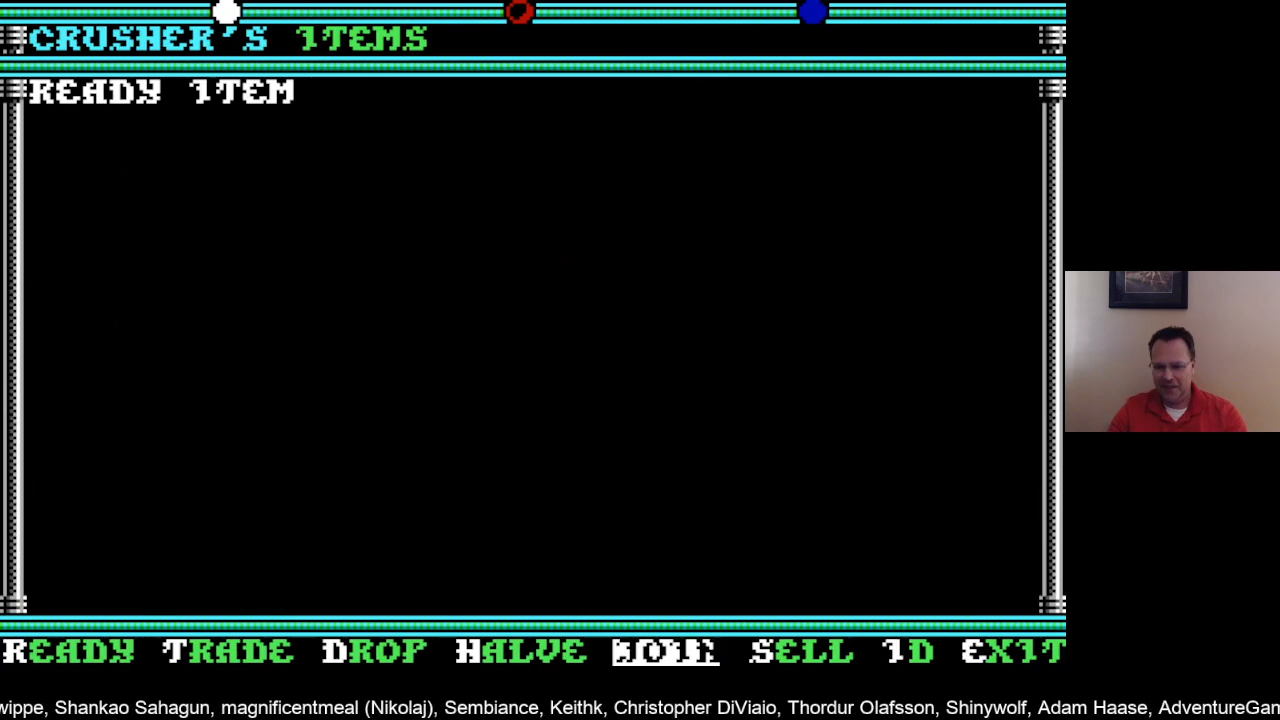 CRUSHER'S ITEMS
READY ITEM
READY TRADE DROP HALVE JOIN SELL ID EXIT
wippe, Shankao Sahagun, magnificentmeal (Nikolaj), Sembiance, Keithk, Christopher DiViaio, Thordur Olafsson, Shinywolf, Adam Haase, AdventureGan